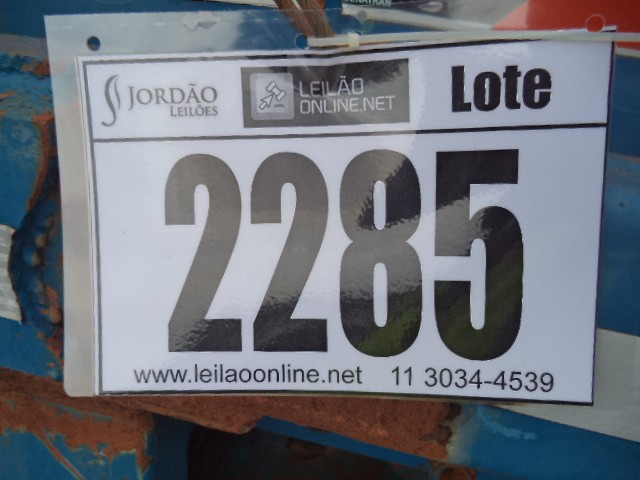 JORDÃO
LEILÕES
LEILÃO
ONLINE.NET
Lote
2285
www.leilaoonline.net 11 3034-4539